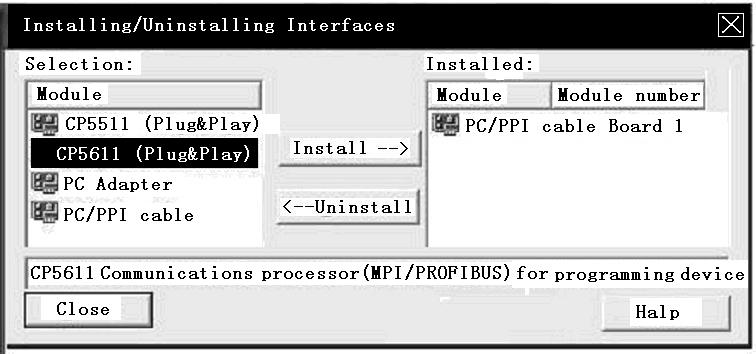 Installing/Uninstalling Interfaces
Selection:
Installed:
Module
Module Module number
CP5511 (Plug&Play)
PC/PPI cable Board 1
CP5611 (Plug&Play)
Install -->
PC Adapter
PC/PPI cable
<--Uninstall
CP5611 Communications processor(MPI/PROFIBUS) for programming device
Close
Halp